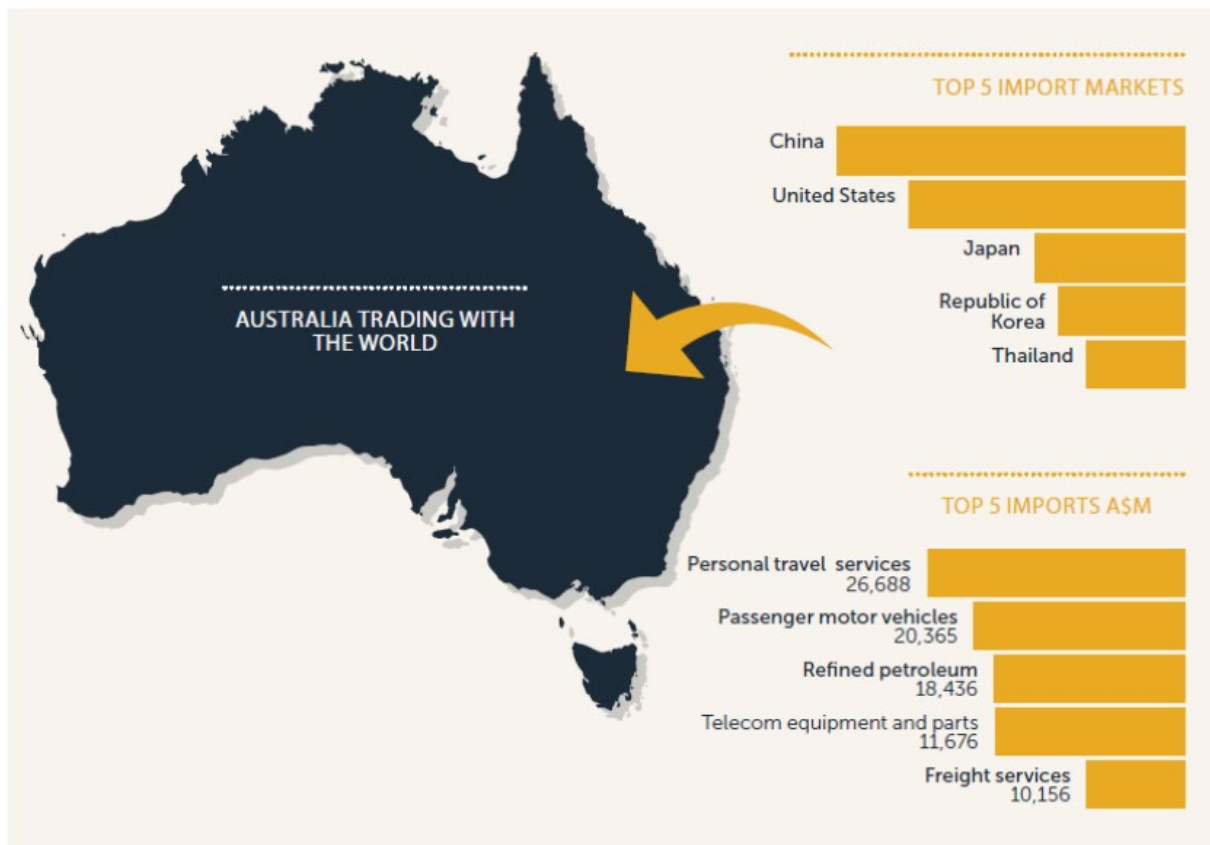 AUSTRALIA TRADING WITH
THE WORLD
TOP 5 IMPORT MARKETS
China
United States
Japan
Republic of
Korea
Thailand
TOP 5 IMPORTS A$M
Personal travel services
26,688
Passenger motor vehicles
20,365
Refined petroleum
18,436
Telecom equipment and parts
11,676
Freight services
10,156